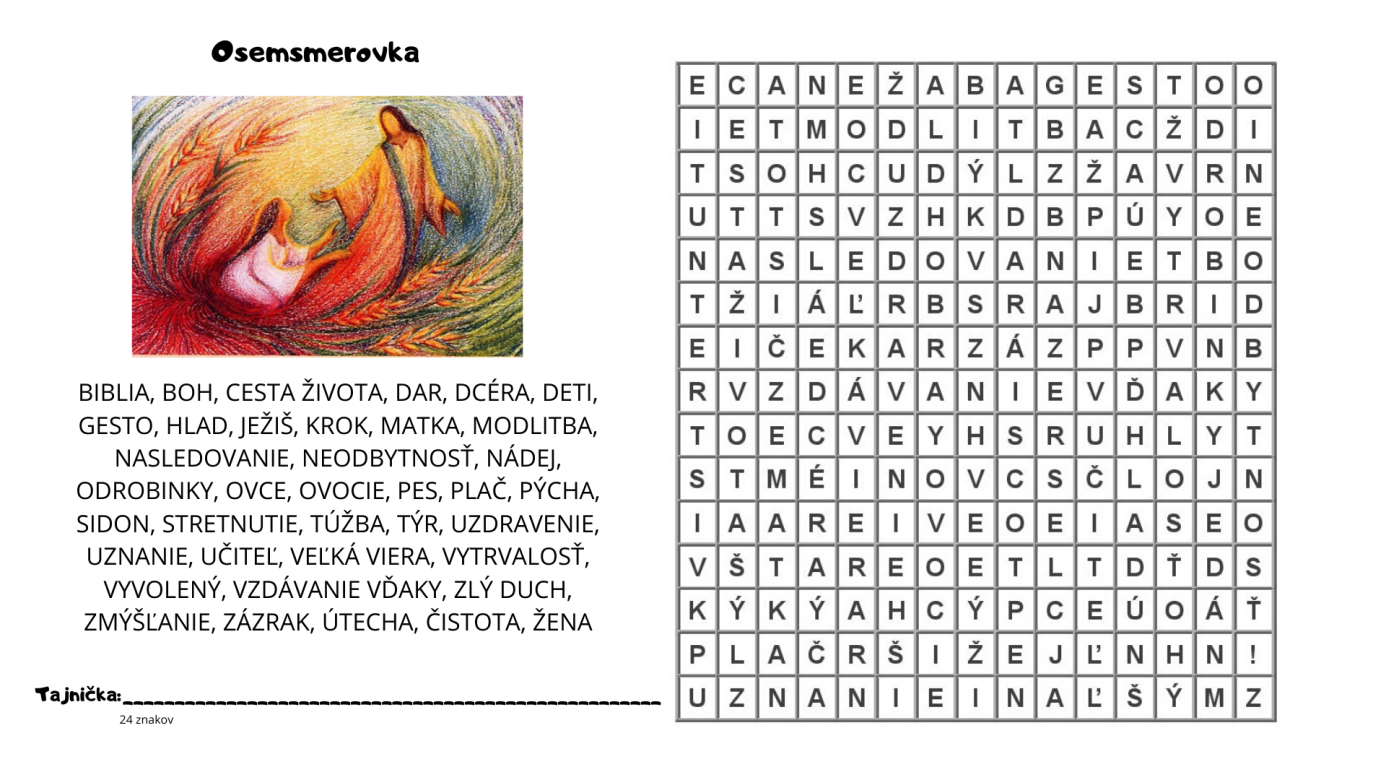 Osemsmerovka
BIBLIA, BOH, CESTA ŽIVOTA, DAR, DCÉRA, DETI,
GESTO, HLAD, JEŽIŠ, KROK, MATKA, MODLITBA,
NASLEDOVANIE, NEODBYTNOSŤ, NÁDEJ,
ODROBINKY, OVCE, OVOCIE, PES, PLAČ, PÝCHA,
SIDON, STRETNUTIE, TÚŽBA, TÝR, UZDRAVENIE,
UZNANIE, UČITEĽ, VEĽKÁ VIERA, VYTRVALOSŤ,
VYVOLENÝ, VZDÁVANIE VĎAKY, ZLÝ DUCH,
ZMÝŠĽANIE, ZÁZRAK, ÚTECHA, ČISTOTA, ŽENA
Tajnička:
24 znakov
E C A N E Ž A B A G E S T O O
I E T M O D L I T B A C Ž D I
T S O H C U D Ý L Z Ž A V R N
U T T S V Z H K D B P Ú Y O E
N A S L E D O V A N I E T B O
T Ž I Á Ľ R B S R A J B R I D
E I Č E K A R Z Á Z P P V N B
R V Z D Á V A N I E V Ď A K Y
T O E C V E Y H S R U H L Y T
S T M É I N O V C S Č L O J N
I A A R E I V E O E I A S E O
V Š T A R E O E T L T D Ť D S
K Ý K Ý A H C Ý P C E Ú O Á Ť
P L A Č R Š I Ž E J Ľ N H N !
U Z N A N I E I N A Ľ Š Ý M Z